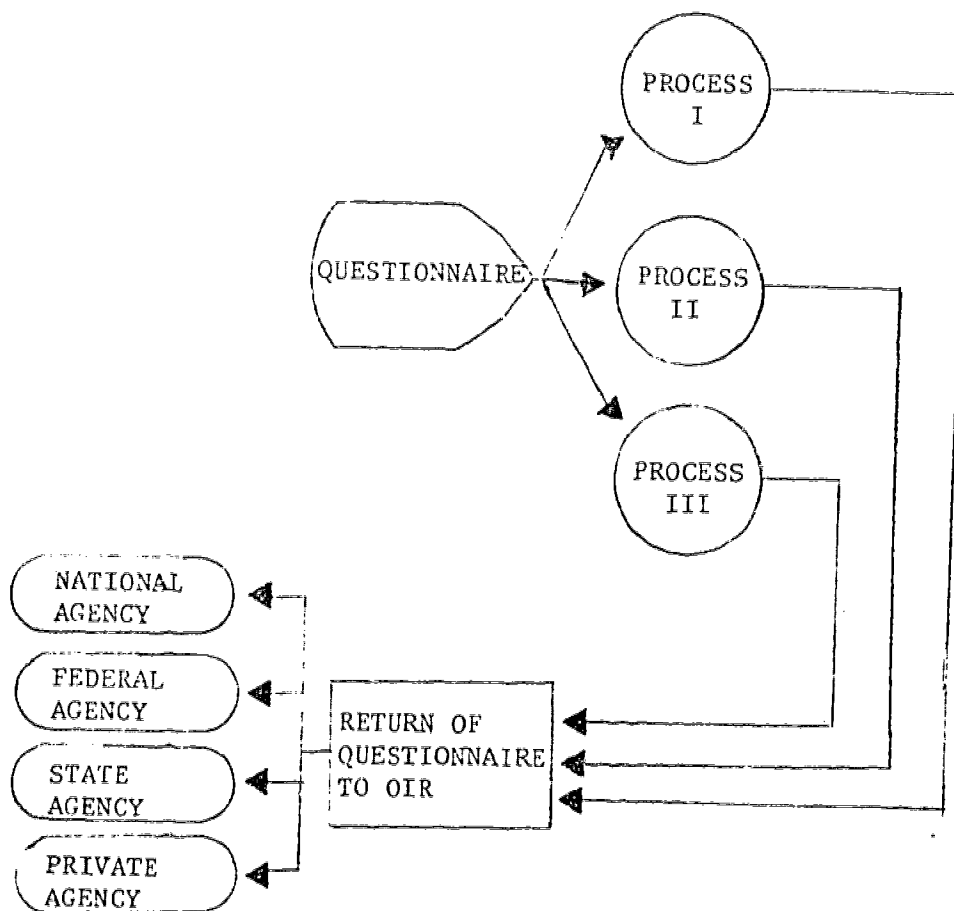 PROCESS
I
QUESTIONNAIRE
PROCESS
II
PROCESS
III
NATIONAL
AGENCY
FEDERAL
AGENCY
STATE
AGENCY
PRIVATE
AGENCY
RETURN OF
QUESTIONNAIRE
TO OIR